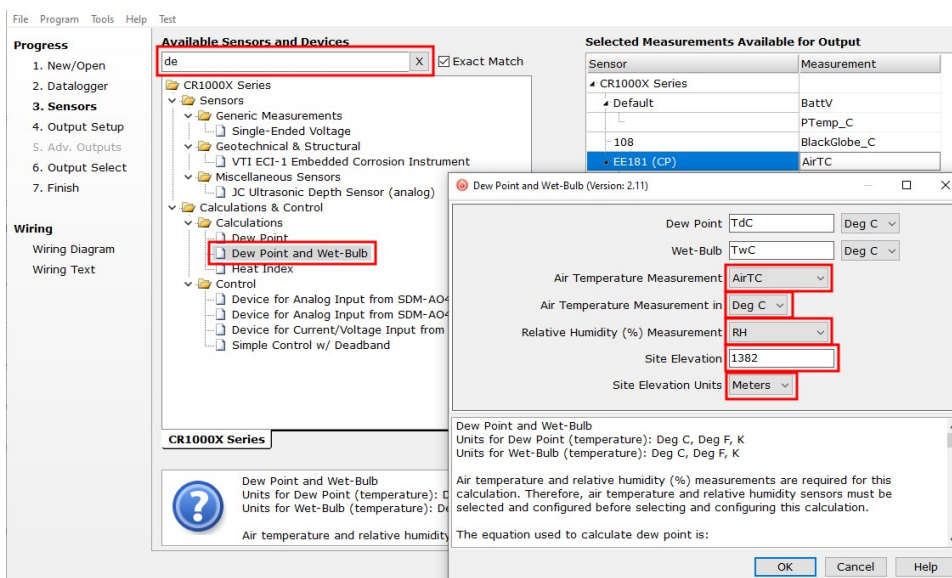 File Program Tools Help Test
Progress
1. New/Open
2. Datalogger
3. Sensors
4. Output Setup
5. Adv. Outputs
6. Output Select
7. Finish
Wiring
Wiring Diagram
Wiring Text
Available Sensors and Devices
de X Exact Match
CR1000X Series
Sensors
Generic Measurements
Single-Ended Voltage
Geotechnical & Structural
VTI ECI-1 Embedded Corrosion Instrument
Miscellaneous Sensors
JC Ultrasonic Depth Sensor (analog)
Calculations & Control
Calculations
Dew Point
Dew Point and Wet-Bulb
Heat Index
Control
Device for Analog Input from SDM-AO4
Device for Analog Input from SDM-AO4
Device for Current/Voltage Input from
Simple Control w/ Deadband
CR1000X Series
Dew Point and Wet-Bulb
Units for Dew Point (temperature): D
Units for Wet-Bulb (temperature): De
Air temperature and relative humidity
Selected Measurements Available for Output
Sensor Measurement
CR1000X Series
Default BattV
PTemp_C
108 BlackGlobe_C
EE181 (CP) AirTC
Dew Point and Wet-Bulb (Version: 2.11)
Dew Point TdC Deg C
Wet-Bulb TwC Deg C
Air Temperature Measurement AirTC
Air Temperature Measurement in Deg C
Relative Humidity (%) Measurement RH
Site Elevation 1382
Site Elevation Units Meters
Dew Point and Wet-Bulb
Units for Dew Point (temperature): Deg C, Deg F, K
Units for Wet-Bulb (temperature): Deg C, Deg F, K
Air temperature and relative humidity (%) measurements are required for this
calculation. Therefore, air temperature and relative humidity sensors must be
selected and configured before selecting and configuring this calculation.
The equation used to calculate dew point is:
OK Cancel Help